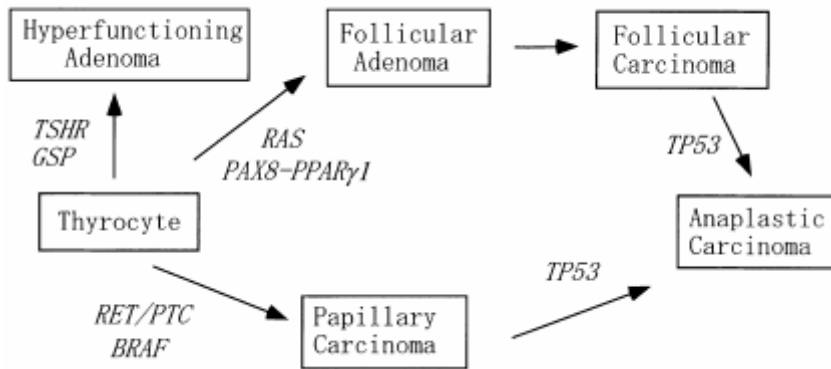 Hyperfunctioning
Adenoma
Follicular
Adenoma
Follicular
Carcinoma
TSHR
GSP
RAS
PAX8-PPARγ1
TP53
Thyrocyte
Anaplastic
Carcinoma
TP53
RET/PTC
BRAF
Papillary
Carcinoma